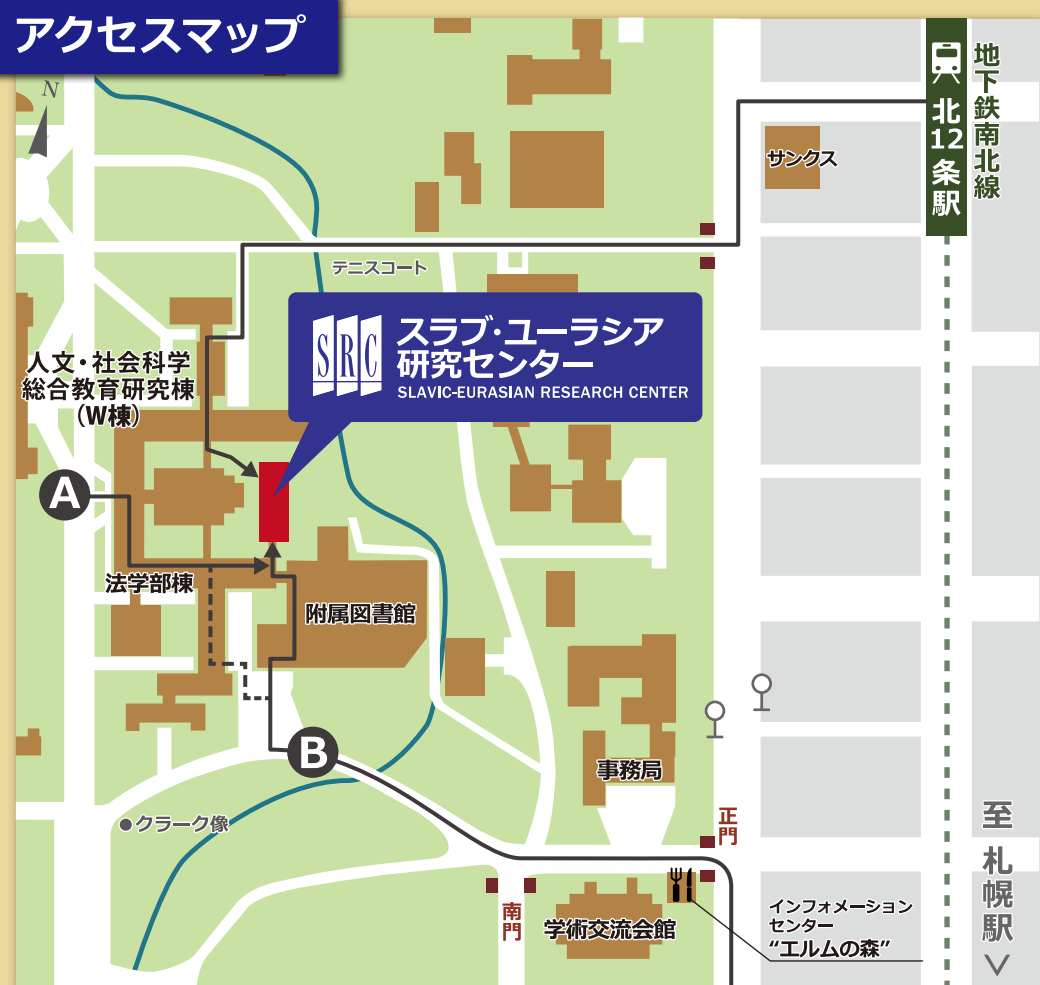 アクセスマップ
N
地下鉄南北線
北12条駅
サンクス
テニスコート
SRC
スラブ・ユーラシア
研究センター
SLAVIC-EURASIAN RESEARCH CENTER
人文・社会科学
総合教育研究棟
(W棟)
A
法学部棟
附属図書館
B
事務局
クラーク像
正門
南門
学術交流会館
インフォメーション
センター
“エルムの森”
至札幌駅